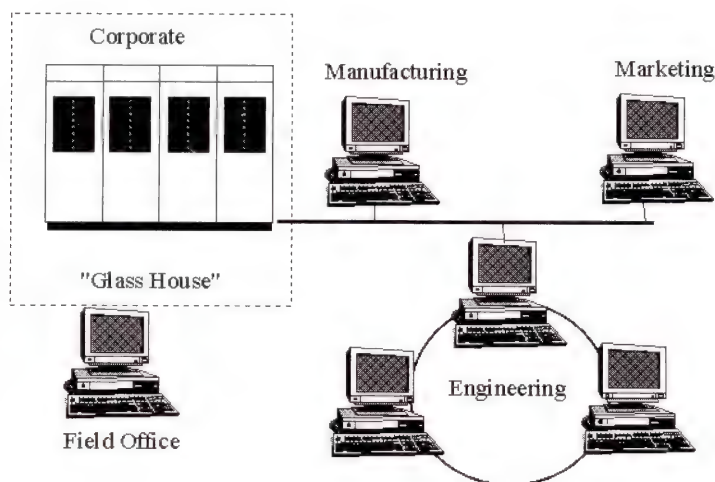 Corporate
Manufacturing
Marketing
"Glass House"
Engineering
Field Office